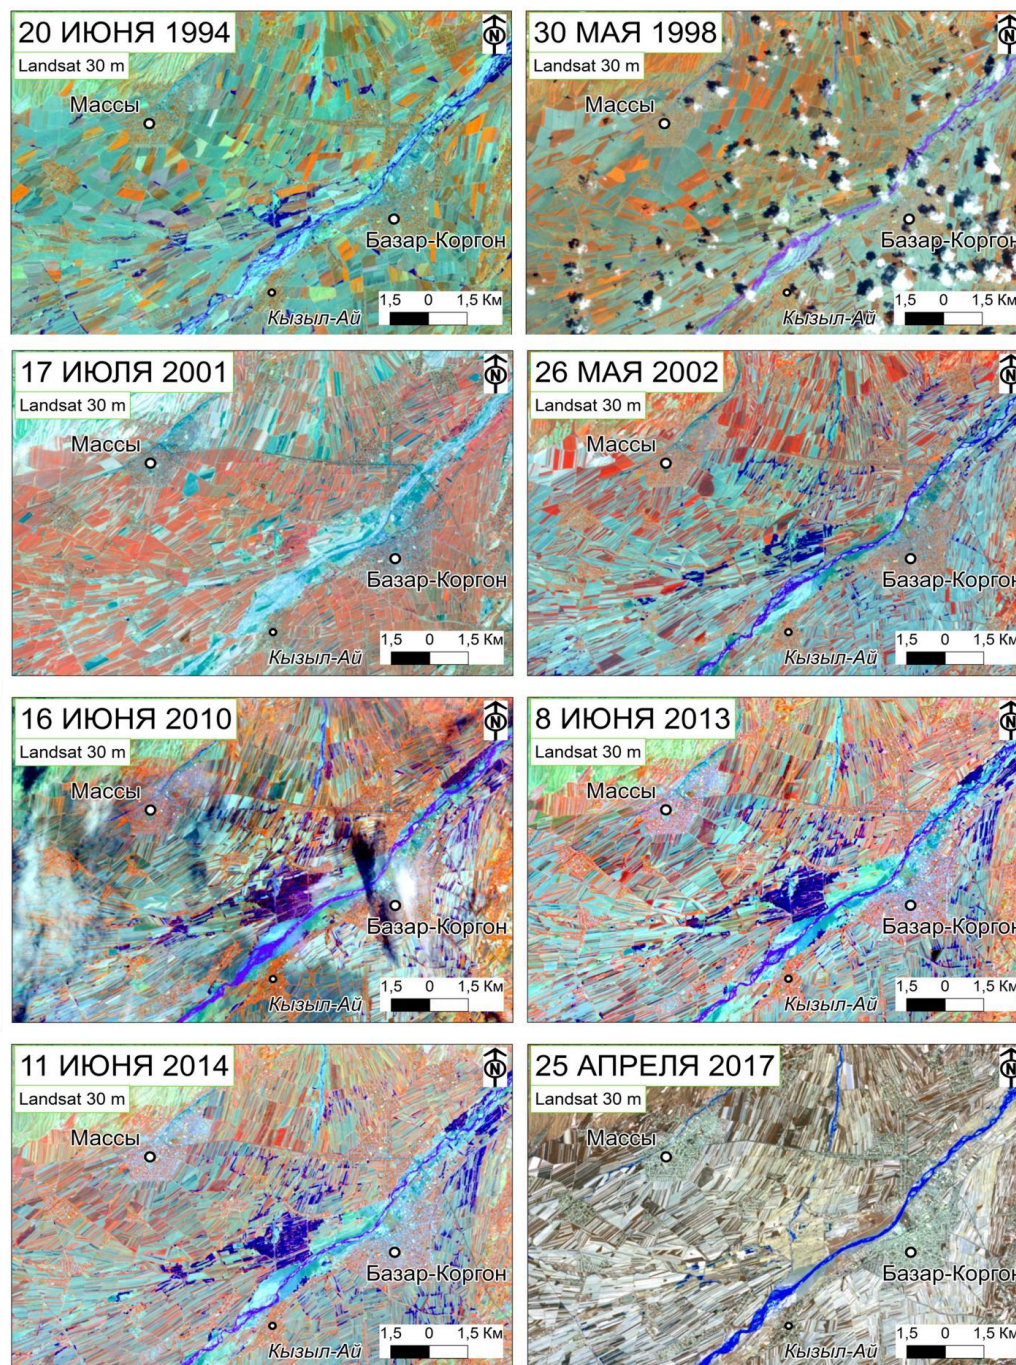 20 ИЮНЯ 1994
Landsat 30 m
N
Массы
Базар-Коргон
Кызыл-Ай
1,5 0 1,5 Км
30 МАЯ 1998
Landsat 30 m
N
Массы
Базар-Коргон
Кызыл-Ай
1,5 0 1,5 Км
17 ИЮЛЯ 2001
Landsat 30 m
N
Массы
Базар-Коргон
Кызыл-Ай
1,5 0 1,5 Км
26 МАЯ 2002
Landsat 30 m
N
Массы
Базар-Коргон
Кызыл-Ай
1,5 0 1,5 Км
16 ИЮНЯ 2010
Landsat 30 m
N
Массы
Базар-Коргон
Кызыл-Ай
1,5 0 1,5 Км
8 ИЮНЯ 2013
Landsat 30 m
N
Массы
Базар-Коргон
Кызыл-Ай
1,5 0 1,5 Км
11 ИЮНЯ 2014
Landsat 30 m
N
Массы
Базар-Коргон
Кызыл-Ай
1,5 0 1,5 Км
25 АПРЕЛЯ 2017
Landsat 30 m
N
Массы
Базар-Коргон
Кызыл-Ай
1,5 0 1,5 Км